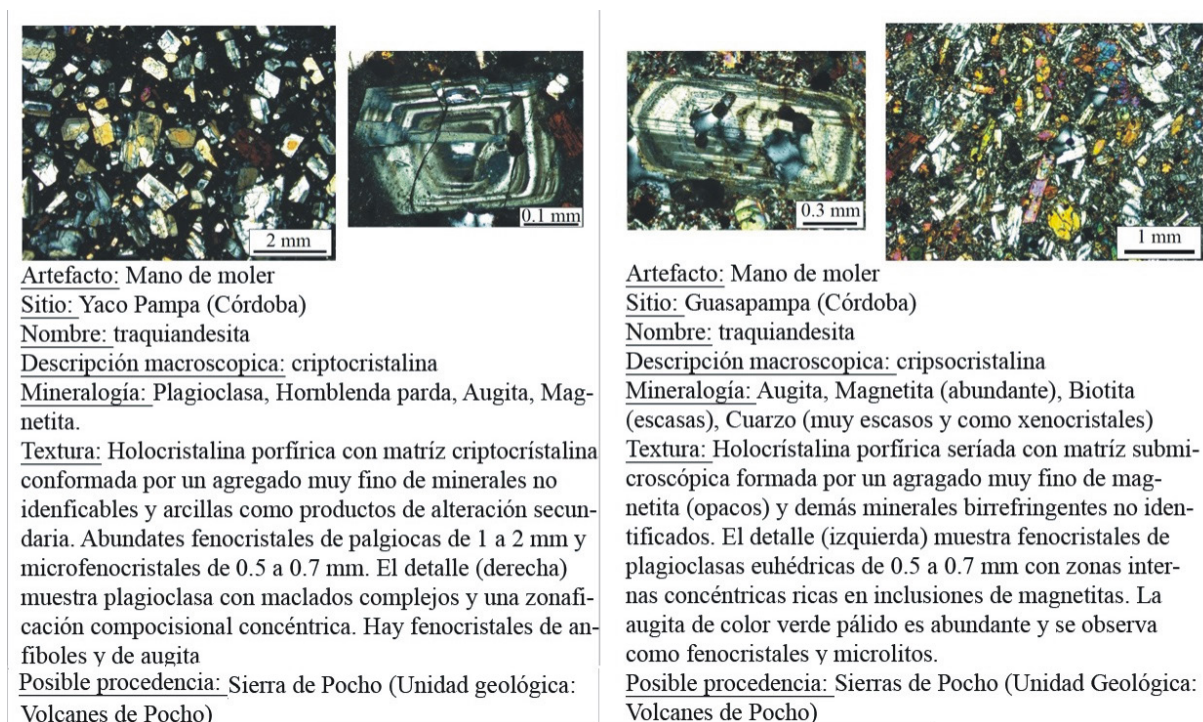 2 mm
0.1 mm
Artefacto: Mano de moler
Sitio: Yaco Pampa (Córdoba)
Nombre: traquiandesita
Descripción macroscopica: criptocristalina
Mineralogía: Plagioclasa, Hornblenda parda, Augita, Mag-
netita.
Textura: Holocristalina porfírica con matríz criptocrístalina
conformada por un agregado muy fino de minerales no
idenficables y arcillas como productos de alteración secun-
daria. Abundates fenocristales de palgiocas de 1 a 2 mm y
microfenocristales de 0.5 a 0.7 mm. El detalle (derecha)
muestra plagioclasa con maclados complejos y una zonafi-
cación compocisional concéntrica. Hay fenocristales de an-
fíboles y de augita
Posible procedencia: Sierra de Pocho (Unidad geológica:
Volcanes de Pocho)
0.3 mm
1 mm
Artefacto: Mano de moler
Sitio: Guasapampa (Córdoba)
Nombre: traquiandesita
Descripción macroscopica: cripsocristalina
Mineralogía: Augita, Magnetita (abundante), Biotita
(escasas), Cuarzo (muy escasos y como xenocristales)
Textura: Holocrístalina porfírica seríada con matríz submi-
croscópica formada por un agragado muy fino de mag-
netita (opacos) y demás minerales birrefringentes no iden-
tificados. El detalle (izquierda) muestra fenocristales de
plagioclasas euhédricas de 0.5 a 0.7 mm con zonas inter-
nas concéntricas ricas en inclusiones de magnetitas. La
augita de color verde pálido es abundante y se observa
como fenocristales y microlitos.
Posible procedencia: Sierras de Pocho (Unidad Geológica:
Volcanes de Pocho)